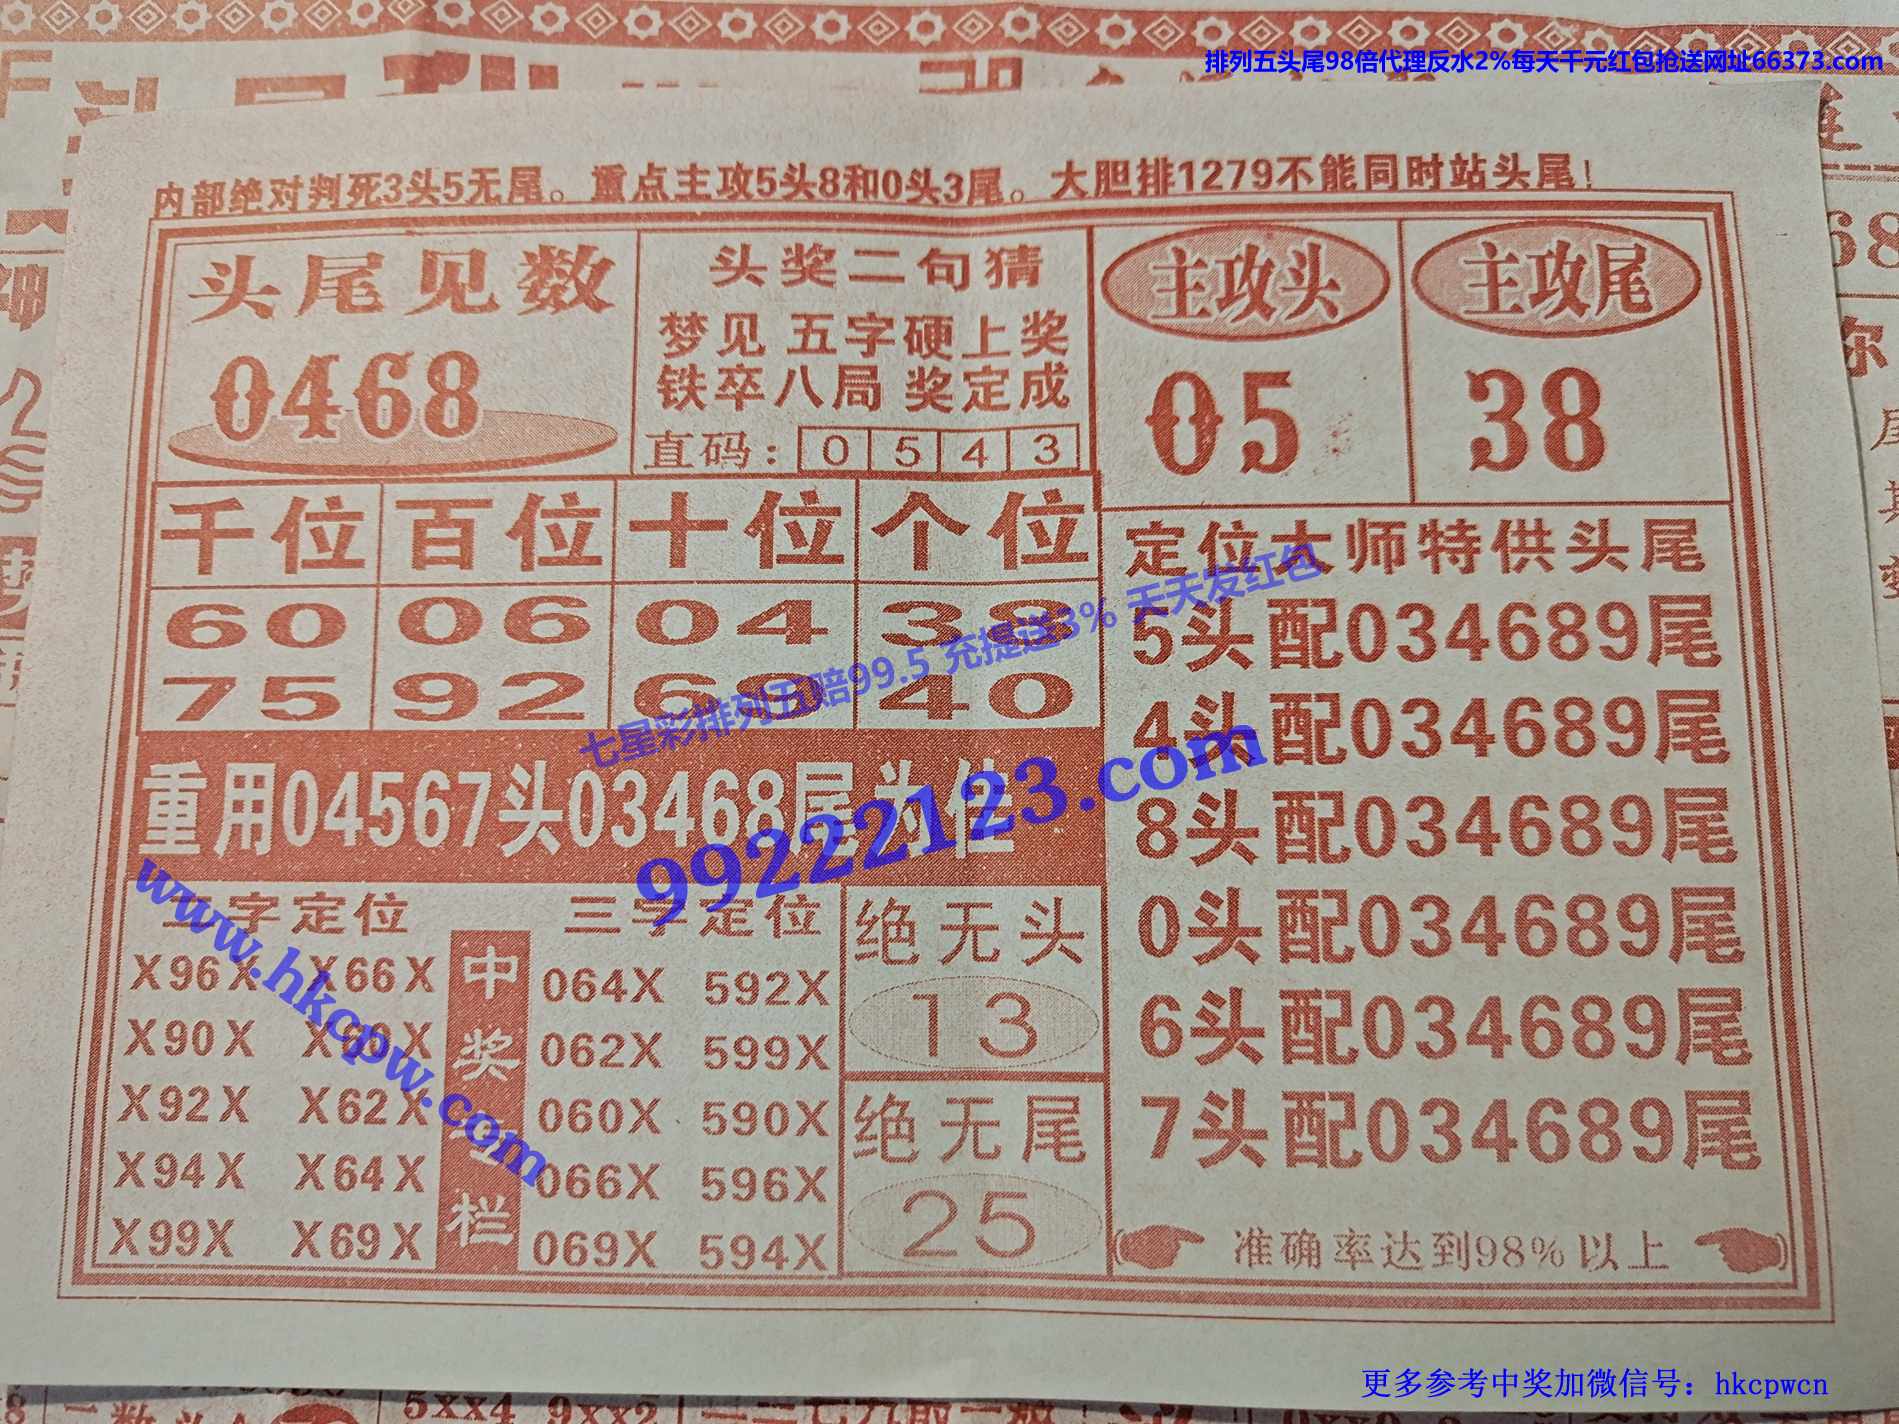 排列五头尾98倍代理反水2%每天千元红包抢送网址66373.com
内部绝对判死3头5无尾。重点主攻5头8和0头3尾。大胆排1279不能同时站头尾!
头尾见数
0468
头奖二句猜
梦见 五字硬上奖
铁卒八局 奖定成
直码: 0 5 4 3
主攻头
05
主攻尾
38
千位 百位 十位 个位
60 06 04 38
75 92 69 40
重用04567头03468尾为
定位大师特供头尾
5头配034689尾
4头配034689尾
8头配034689尾
0头配034689尾
6头配034689尾
7头配034689尾
准确率达到98%以上
字定位
X96X X66X
X90X X60X
X92X X62X
X94X X64X
X99X X69X
中奖 栏
三字定位
064X 592X
062X 599X
060X 590X
066X 596X
069X 594X
绝无头
13
绝无尾
25
七星彩排列五赔99.5 充提送3% 天天发红包
99222123.com
www.hkcpw.com
5xx4 9xx2
更多参考中奖加微信号：hkcpwcn